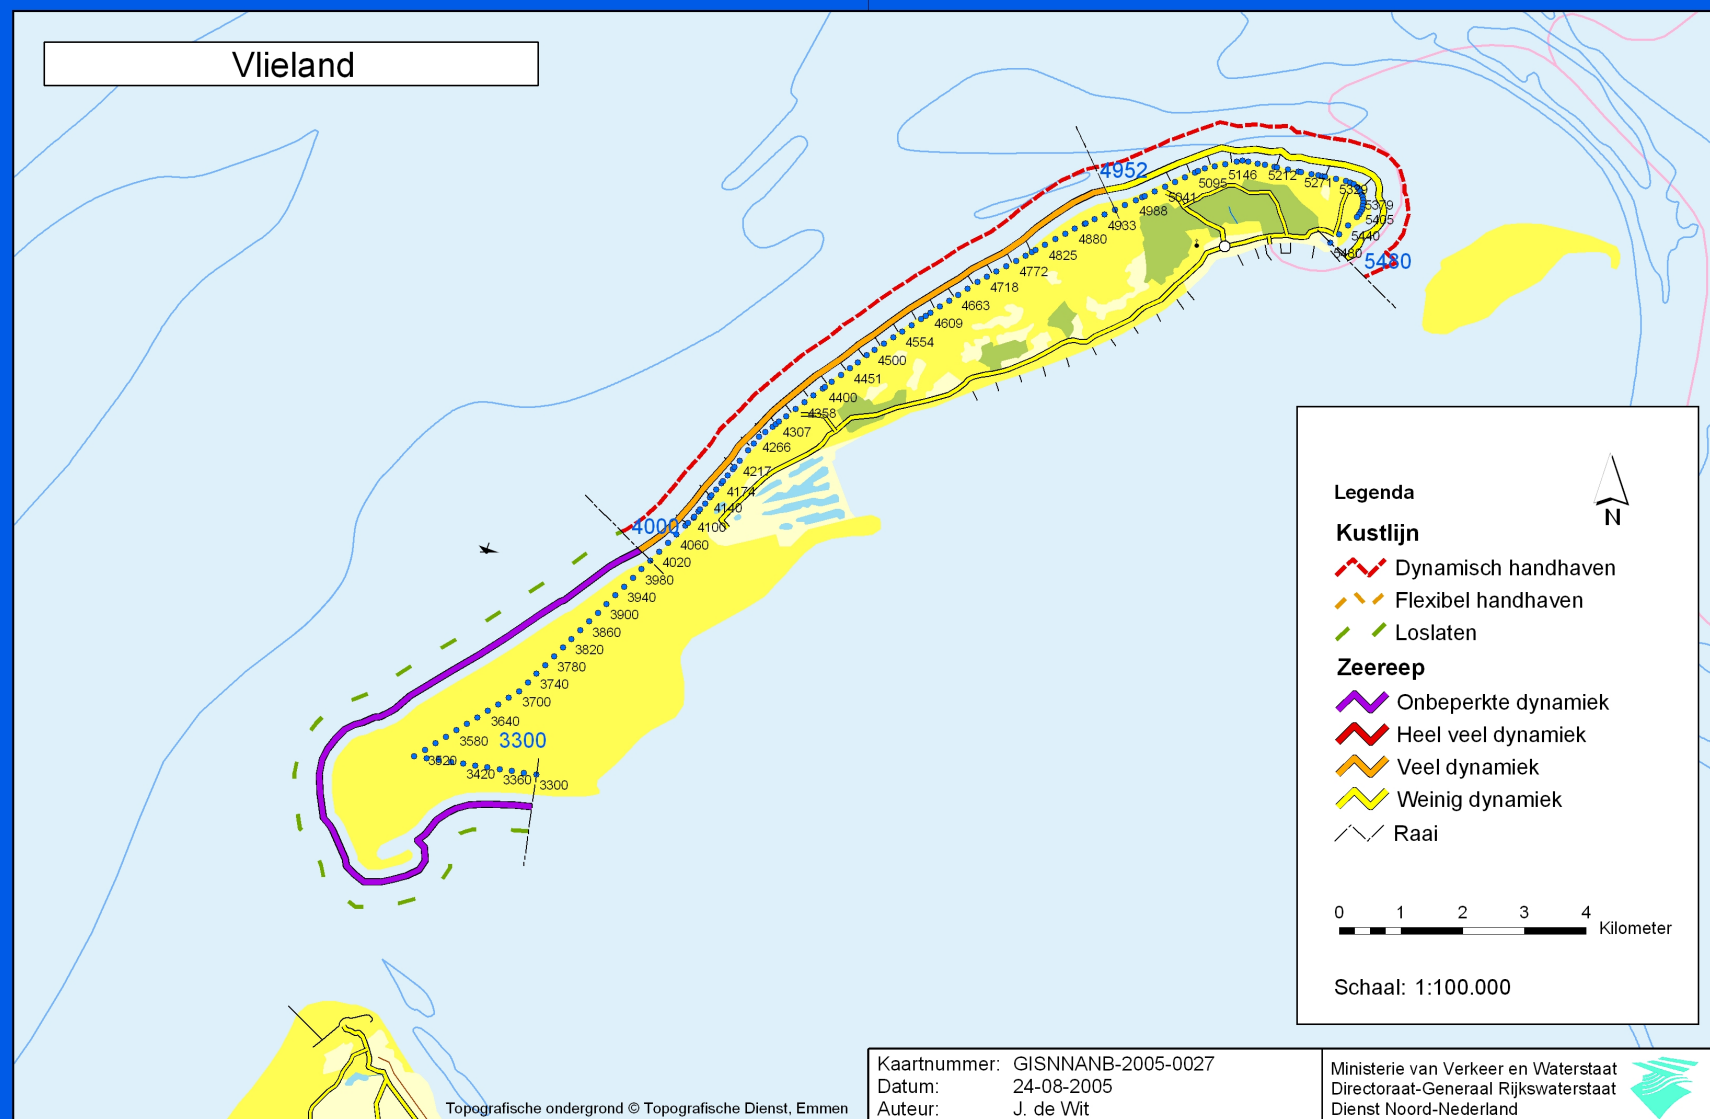 Vlieland
4952
5041
5095
5146
5212
5271
5329
5379
5405
5440
5480
5480
4988
4933
4880
4825
4772
4718
4663
4609
4554
4500
4451
4400
4358
4307
4266
4217
4174
4140
4100
4000
4060
4020
3980
3940
3900
3860
3820
3780
3740
3700
3640
3580
3300
3520
3420
3360
3300
Legenda
N
Kustlijn
Dynamisch handhaven
Flexibel handhaven
Loslaten
Zeereep
Onbeperkte dynamiek
Heel veel dynamiek
Veel dynamiek
Weinig dynamiek
Raai
0 1 2 3 4
Kilometer
Schaal: 1:100.000
Topografische ondergrond © Topografische Dienst, Emmen
Kaartnummer: GISNNANB-2005-0027
Datum: 24-08-2005
Auteur: J. de Wit
Ministerie van Verkeer en Waterstaat
Directoraat-Generaal Rijkswaterstaat
Dienst Noord-Nederland